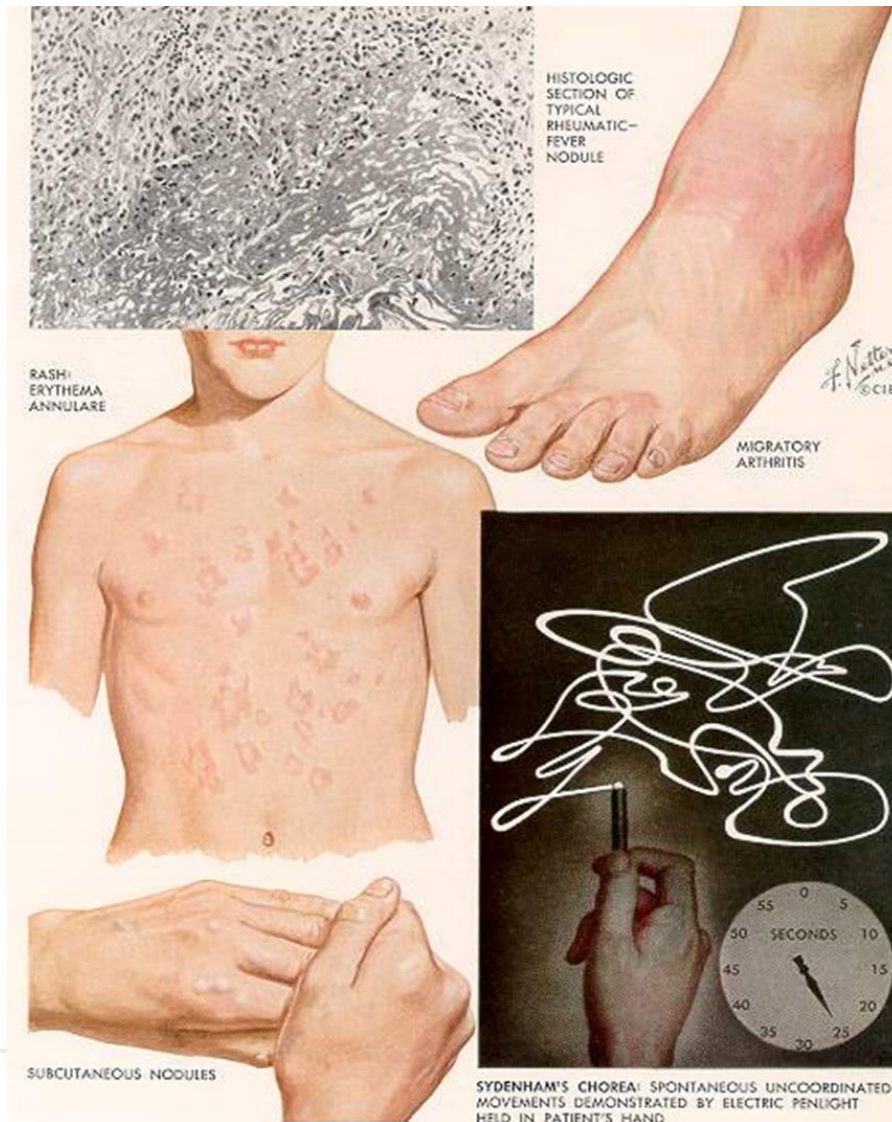 HISTOLOGIC
SECTION OF
TYPICAL
RHEUMATIC—
FEVER
NODULE
RASH:
ERYTHEMA
ANNULARE
F. Netter
M.D.
©CIBA
MIGRATORY
ARTHRITIS
0
5
10
15
20
25
30
35
40
45
50
55
SECONDS
SUBCUTANEOUS NODULES
SYDENHAM'S CHOREA: SPONTANEOUS UNCOORDINATED
MOVEMENTS DEMONSTRATED BY ELECTRIC PENLIGHT
HELD IN PATIENT'S HAND